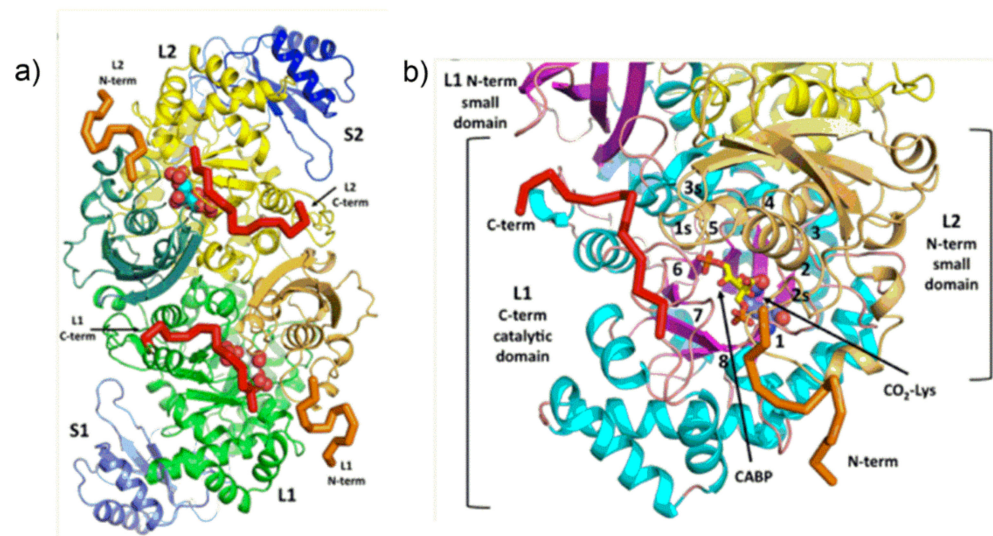 a)
L2
N-term
L2
S2
L2
C-term
L1
C-term
S1
L1
L1
N-term
b)
L1 N-term
small
domain
C-term
L1
C-term
catalytic
domain
3s
4
1s
5
3
6
2
2s
7
1
8
L2
N-term
small
domain
CO₂-Lys
CABP
N-term